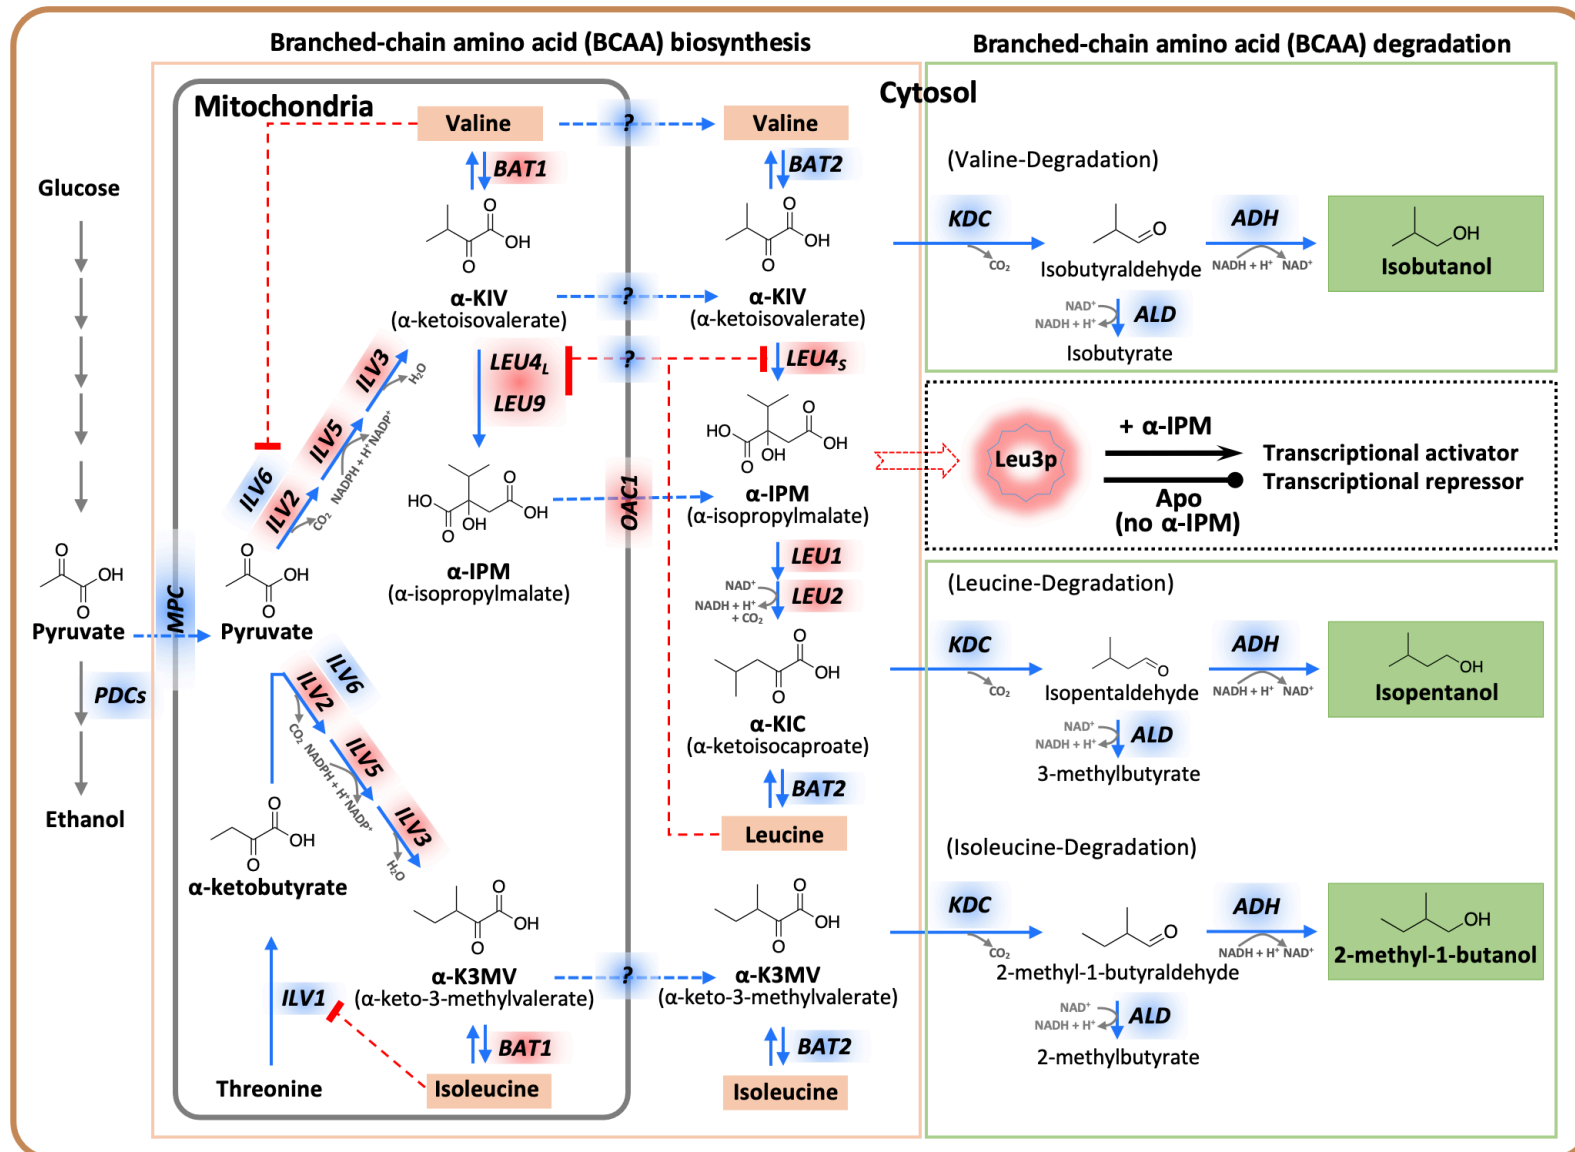 Branched-chain amino acid (BCAA) biosynthesis
Branched-chain amino acid (BCAA) degradation
Mitochondria
Cytosol
Glucose
Pyruvate
PDCs
Ethanol
MPC
Pyruvate
ILV6
ILV2
ILV5
ILV3
CO₂
NADPH + H⁺
NADP⁺
H₂O
Valine
BAT1
O
OH
O
α-KIV
(α-ketoisovalerate)
LEU4L
LEU9
HO
O
OH
O
OH
α-IPM
(α-isopropylmalate)
O
OH
O
O
OH
O
ILV6
ILV2
ILV5
ILV3
CO₂
NADPH + H⁺
NADP⁺
H₂O
O
OH
O
α-ketobutyrate
ILV1
Threonine
O
OH
O
α-K3MV
(α-keto-3-methylvalerate)
BAT1
Isoleucine
?
?
?
OAC1
?
Valine
BAT2
O
OH
O
α-KIV
(α-ketoisovalerate)
LEU4S
HO
O
OH
O
OH
α-IPM
(α-isopropylmalate)
LEU1
NAD⁺
LEU2
NADH + H⁺
+ CO₂
O
OH
O
α-KIC
(α-ketoisocaproate)
BAT2
Leucine
O
OH
O
α-K3MV
(α-keto-3-methylvalerate)
BAT2
Isoleucine
(Valine-Degradation)
KDC
CO₂
O
Isobutyraldehyde
ADH
NADH + H⁺ NAD⁺
OH
Isobutanol
NAD⁺
NADH + H⁺
ALD
Isobutyrate
Leu3p
+ α-IPM
Transcriptional activator
Transcriptional repressor
Apo
(no α-IPM)
(Leucine-Degradation)
KDC
CO₂
O
Isopentaldehyde
ADH
NADH + H⁺ NAD⁺
OH
Isopentanol
NAD⁺
NADH + H⁺
ALD
3-methylbutyrate
(Isoleucine-Degradation)
KDC
CO₂
O
2-methyl-1-butyraldehyde
ADH
NADH + H⁺ NAD⁺
OH
2-methyl-1-butanol
NAD⁺
NADH + H⁺
ALD
2-methylbutyrate